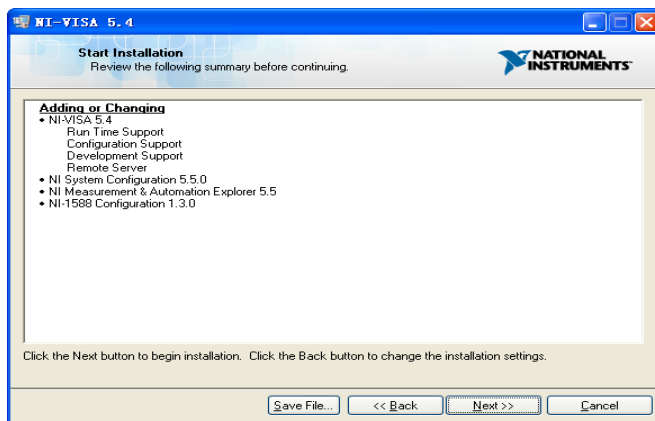 NI-VISA 5.4
Start Installation
Review the following summary before continuing.
NATIONAL
INSTRUMENTS™
Adding or Changing
• NI-VISA 5.4
Run Time Support
Configuration Support
Development Support
Remote Server
• NI System Configuration 5.5.0
• NI Measurement & Automation Explorer 5.5
• NI-1588 Configuration 1.3.0
Click the Next button to begin installation.  Click the Back button to change the installation settings.
Save File... << Back Next >> Cancel